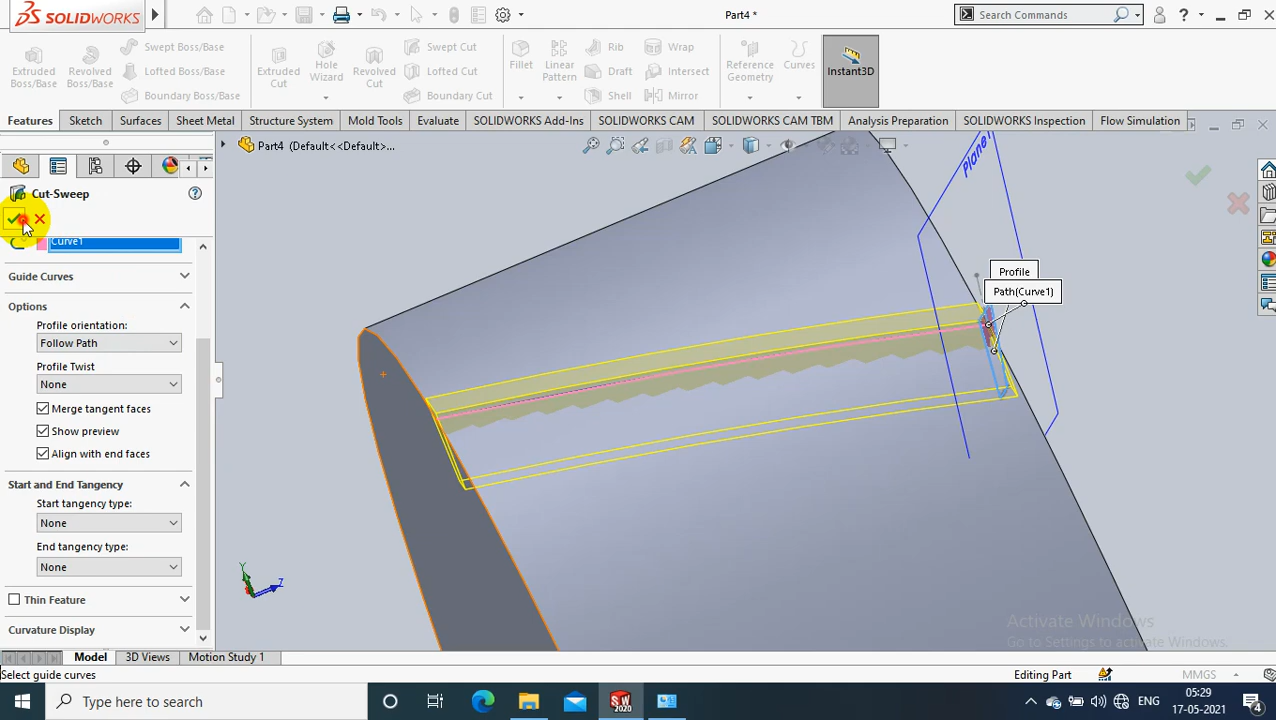 SOLIDWORKS
Part4 *
Search Commands
Extruded Boss/Base
Revolved Boss/Base
Swept Boss/Base
Lofted Boss/Base
Boundary Boss/Base
Extruded Cut
Hole Wizard
Revolved Cut
Swept Cut
Lofted Cut
Boundary Cut
Fillet
Linear Pattern
Rib
Draft
Shell
Wrap
Intersect
Mirror
Reference Geometry
Curves
Instant3D
Features
Sketch
Surfaces
Sheet Metal
Structure System
Mold Tools
Evaluate
SOLIDWORKS Add-Ins
SOLIDWORKS CAM
SOLIDWORKS CAM TBM
Analysis Preparation
SOLIDWORKS Inspection
Flow Simulation
Part4 (Default<<Default>...
Cut-Sweep
Curve1
Guide Curves
Options
Profile orientation:
Follow Path
Profile Twist
None
Merge tangent faces
Show preview
Align with end faces
Start and End Tangency
Start tangency type:
None
End tangency type:
None
Thin Feature
Curvature Display
Plane1
Profile
Path(Curve1)
Y
Z
Activate Windows
Go to Settings to activate Windows.
Model
3D Views
Motion Study 1
Select guide curves
Editing Part
MMGS
Type here to search
SW
2020
ENG
05:29
17-05-2021
4